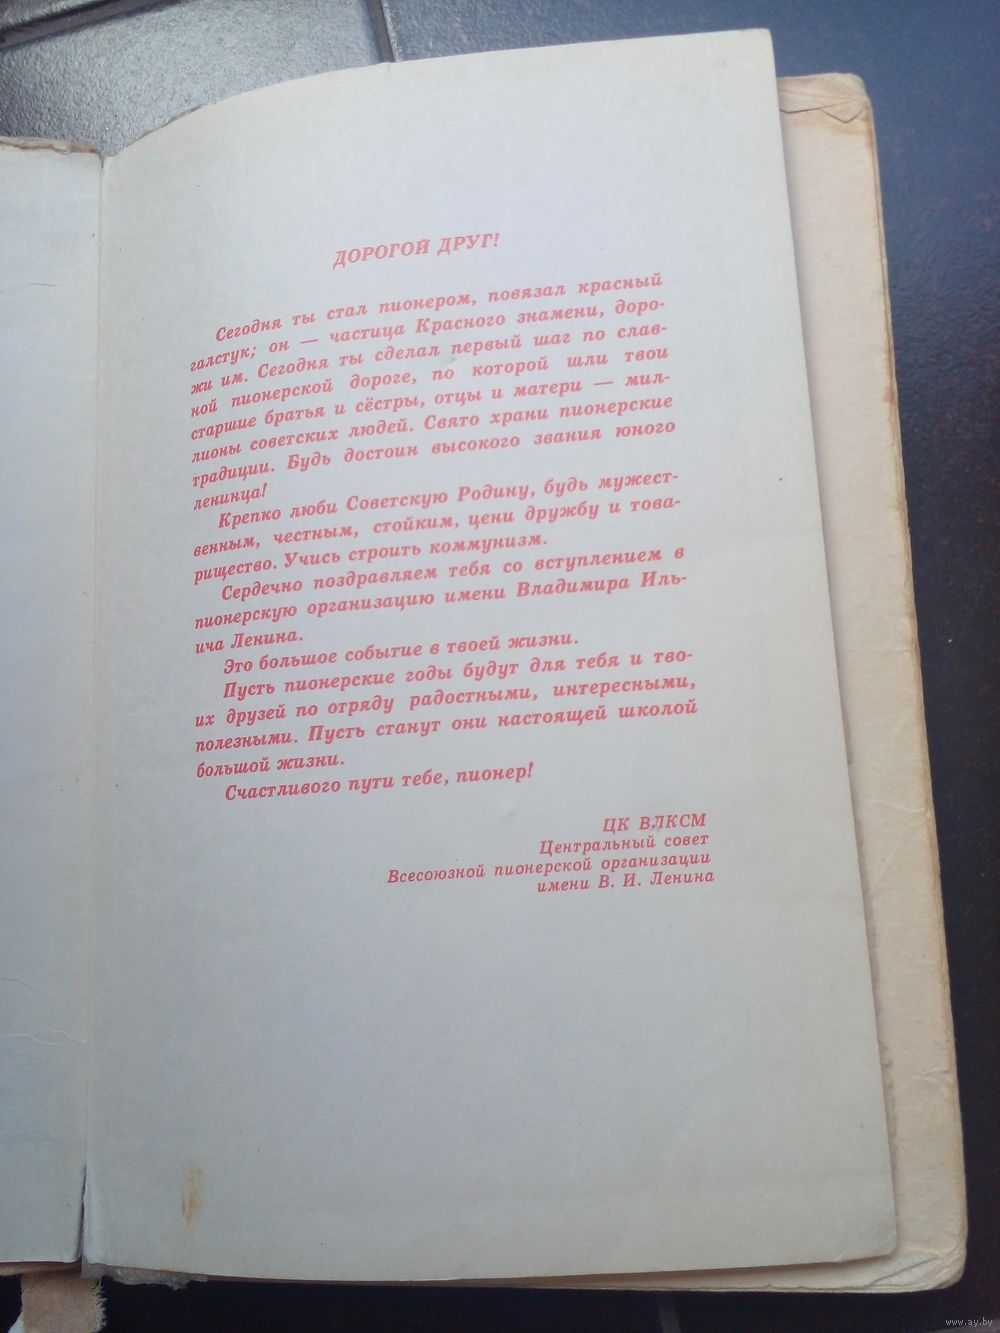 ДОРОГОЙ ДРУГ!
Сегодня ты стал пионером, повязал красный
галстук; он — частица Красного знамени, доро-
жи им. Сегодня ты сделал первый шаг по слав-
ной пионерской дороге, по которой шли твои
старшие братья и сёстры, отцы и матери — мил-
лионы советских людей. Свято храни пионерские
традиции. Будь достоин высокого звания юного
ленинца!
Крепко люби Советскую Родину, будь мужест-
венным, честным, стойким, цени дружбу и това-
рищество. Учись строить коммунизм.
Сердечно поздравляем тебя со вступлением в
пионерскую организацию имени Владимира Иль-
ича Ленина.
Это большое событие в твоей жизни.
Пусть пионерские годы будут для тебя и тво-
их друзей по отряду радостными, интересными,
полезными. Пусть станут они настоящей школой
большой жизни.
Счастливого пути тебе, пионер!
ЦК ВЛКСМ
Центральный совет
Всесоюзной пионерской организации
имени В. И. Ленина
www.ay.by